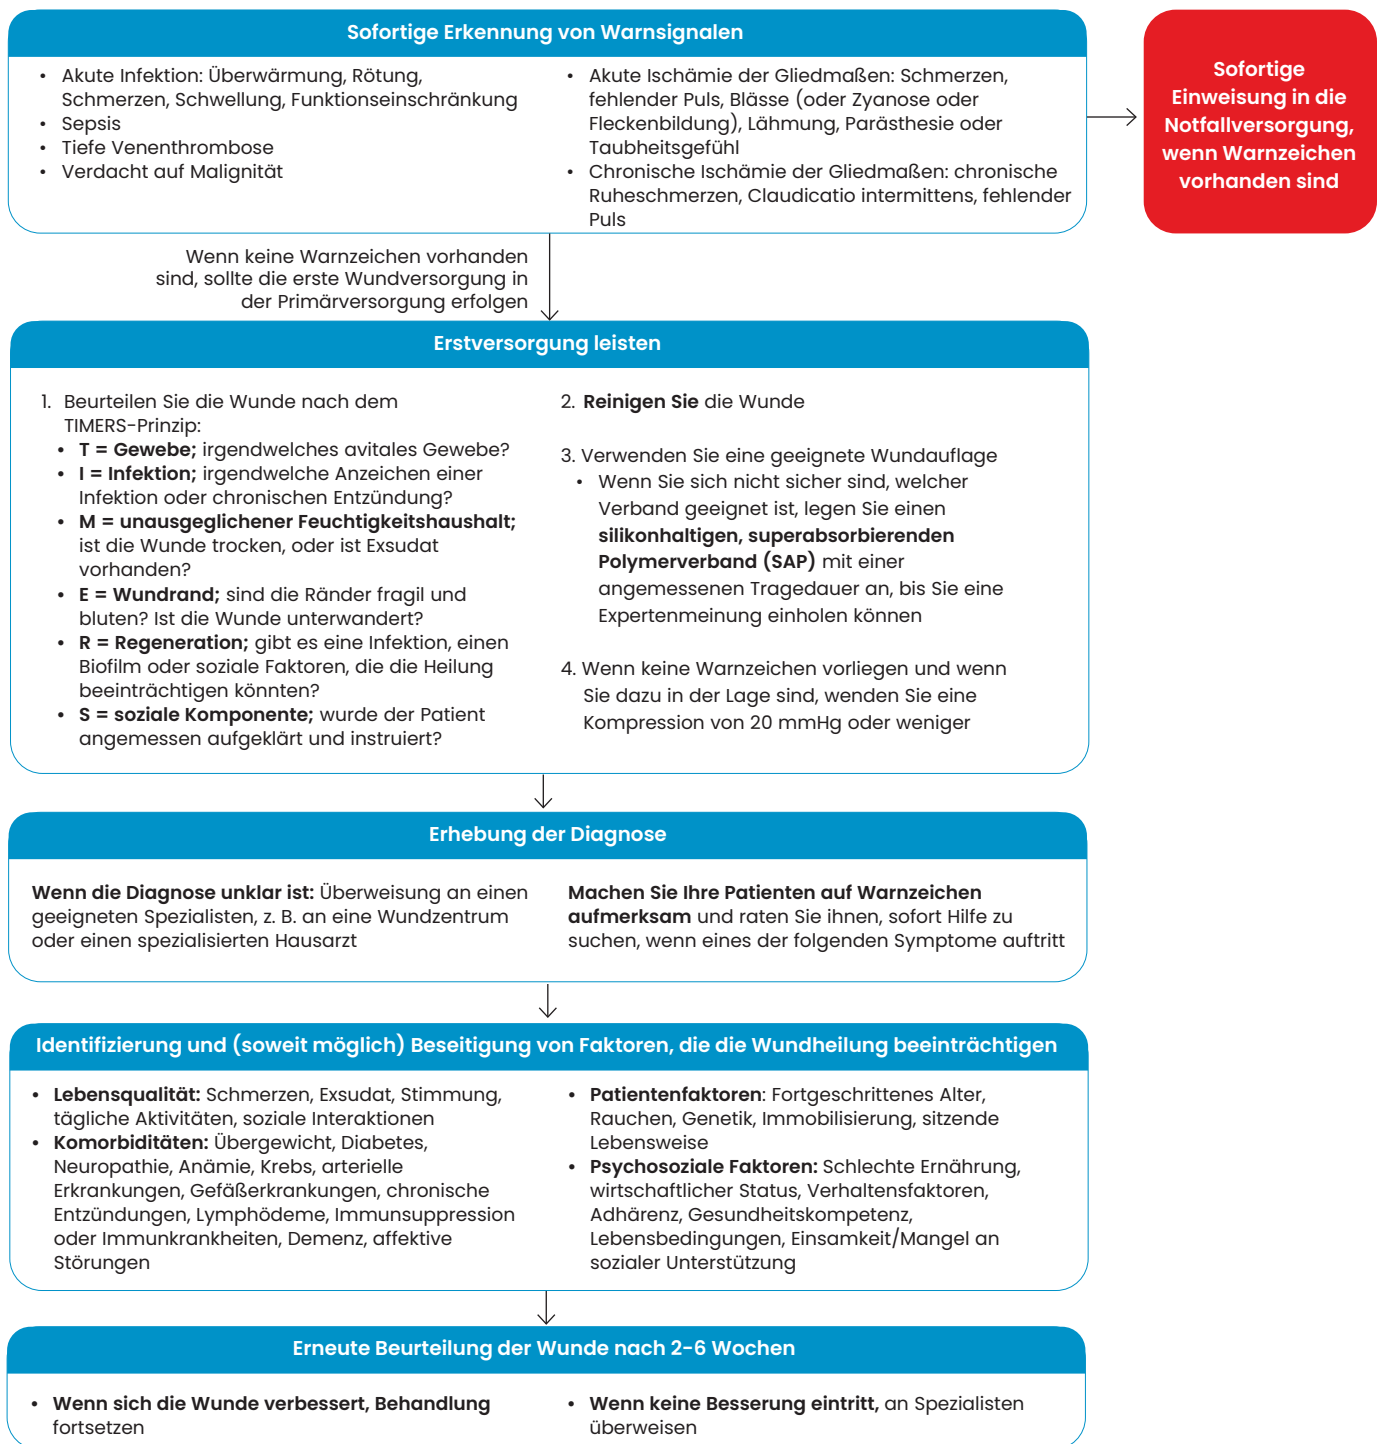 Sofortige Erkennung von Warnsignalen
• Akute Infektion: Überwärmung, Rötung,
Schmerzen, Schwellung, Funktionseinschränkung
• Sepsis
• Tiefe Venenthrombose
• Verdacht auf Malignität
• Akute Ischämie der Gliedmaßen: Schmerzen,
fehlender Puls, Blässe (oder Zyanose oder
Fleckenbildung), Lähmung, Parästhesie oder
Taubheitsgefühl
• Chronische Ischämie der Gliedmaßen: chronische
Ruheschmerzen, Claudicatio intermittens, fehlender
Puls
Sofortige
Einweisung in die
Notfallversorgung,
wenn Warnzeichen
vorhanden sind
Wenn keine Warnzeichen vorhanden
sind, sollte die erste Wundversorgung in
der Primärversorgung erfolgen
Erstversorgung leisten
1. Beurteilen Sie die Wunde nach dem
TIMERS-Prinzip:
• T = Gewebe; irgendwelches avitales Gewebe?
• I = Infektion; irgendwelche Anzeichen einer
Infektion oder chronischen Entzündung?
• M = unausgeglichener Feuchtigkeitshaushalt;
ist die Wunde trocken, oder ist Exsudat
vorhanden?
• E = Wundrand; sind die Ränder fragil und
bluten? Ist die Wunde unterwandert?
• R = Regeneration; gibt es eine Infektion, einen
Biofilm oder soziale Faktoren, die die Heilung
beeinträchtigen könnten?
• S = soziale Komponente; wurde der Patient
angemessen aufgeklärt und instruiert?
2. Reinigen Sie die Wunde
3. Verwenden Sie eine geeignete Wundauflage
• Wenn Sie sich nicht sicher sind, welcher
Verband geeignet ist, legen Sie einen
silikonhaltigen, superabsorbierenden
Polymerverband (SAP) mit einer
angemessenen Tragedauer an, bis Sie eine
Expertenmeinung einholen können
4. Wenn keine Warnzeichen vorliegen und wenn
Sie dazu in der Lage sind, wenden Sie eine
Kompression von 20 mmHg oder weniger
Erhebung der Diagnose
Wenn die Diagnose unklar ist: Überweisung an einen
geeigneten Spezialisten, z. B. an eine Wundzentrum
oder einen spezialisierten Hausarzt
Machen Sie Ihre Patienten auf Warnzeichen
aufmerksam und raten Sie ihnen, sofort Hilfe zu
suchen, wenn eines der folgenden Symptome auftritt
Identifizierung und (soweit möglich) Beseitigung von Faktoren, die die Wundheilung beeinträchtigen
• Lebensqualität: Schmerzen, Exsudat, Stimmung,
tägliche Aktivitäten, soziale Interaktionen
• Komorbiditäten: Übergewicht, Diabetes,
Neuropathie, Anämie, Krebs, arterielle
Erkrankungen, Gefäßerkrankungen, chronische
Entzündungen, Lymphödeme, Immunsuppression
oder Immunkrankheiten, Demenz, affektive
Störungen
• Patientenfaktoren: Fortgeschrittenes Alter,
Rauchen, Genetik, Immobilisierung, sitzende
Lebensweise
• Psychosoziale Faktoren: Schlechte Ernährung,
wirtschaftlicher Status, Verhaltensfaktoren,
Adhärenz, Gesundheitskompetenz,
Lebensbedingungen, Einsamkeit/Mangel an
sozialer Unterstützung
Erneute Beurteilung der Wunde nach 2-6 Wochen
• Wenn sich die Wunde verbessert, Behandlung
fortsetzen
• Wenn keine Besserung eintritt, an Spezialisten
überweisen